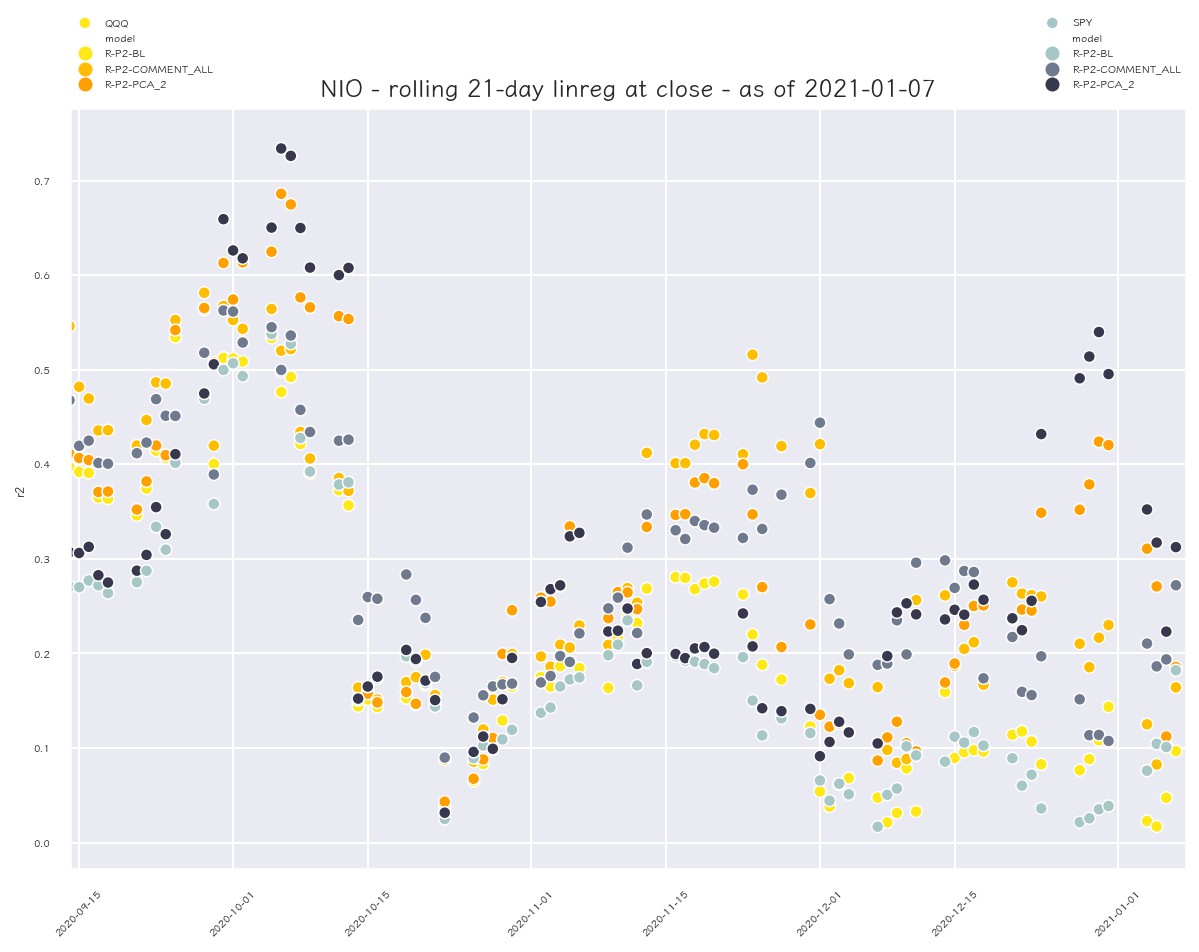 QQQ
model
R-P2-BL
R-P2-COMMENT_ALL
R-P2-PCA_2
SPY
model
R-P2-BL
R-P2-COMMENT_ALL
R-P2-PCA_2
NIO - rolling 21-day linreg at close - as of 2021-01-07
r2
0.7
0.6
0.5
0.4
0.3
0.2
0.1
0.0
2020-09-15
2020-10-01
2020-10-15
2020-11-01
2020-11-15
2020-12-01
2020-12-15
2021-01-01